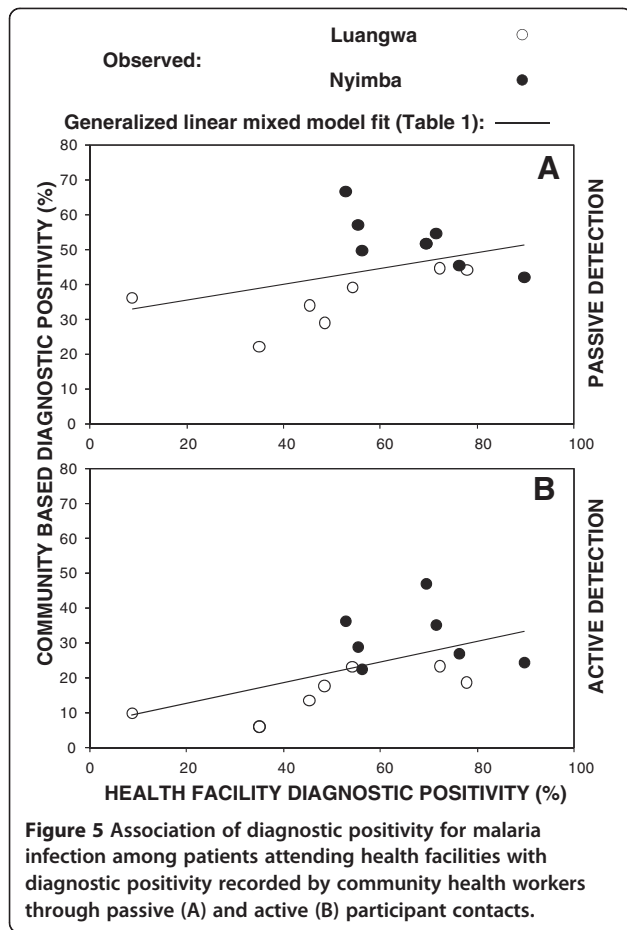 Observed:
Luangwa ○
Nyimba ●
Generalized linear mixed model fit (Table 1):
COMMUNITY BASED DIAGNOSTIC POSITIVITY (%)
80
70
60
50
40
30
20
10
0
0 20 40 60 80 100
A
PASSIVE DETECTION
80
70
60
50
40
30
20
10
0
0 20 40 60 80 100
B
ACTIVE DETECTION
HEALTH FACILITY DIAGNOSTIC POSITIVITY (%)
Figure 5 Association of diagnostic positivity for malaria
infection among patients attending health facilities with
diagnostic positivity recorded by community health workers
through passive (A) and active (B) participant contacts.